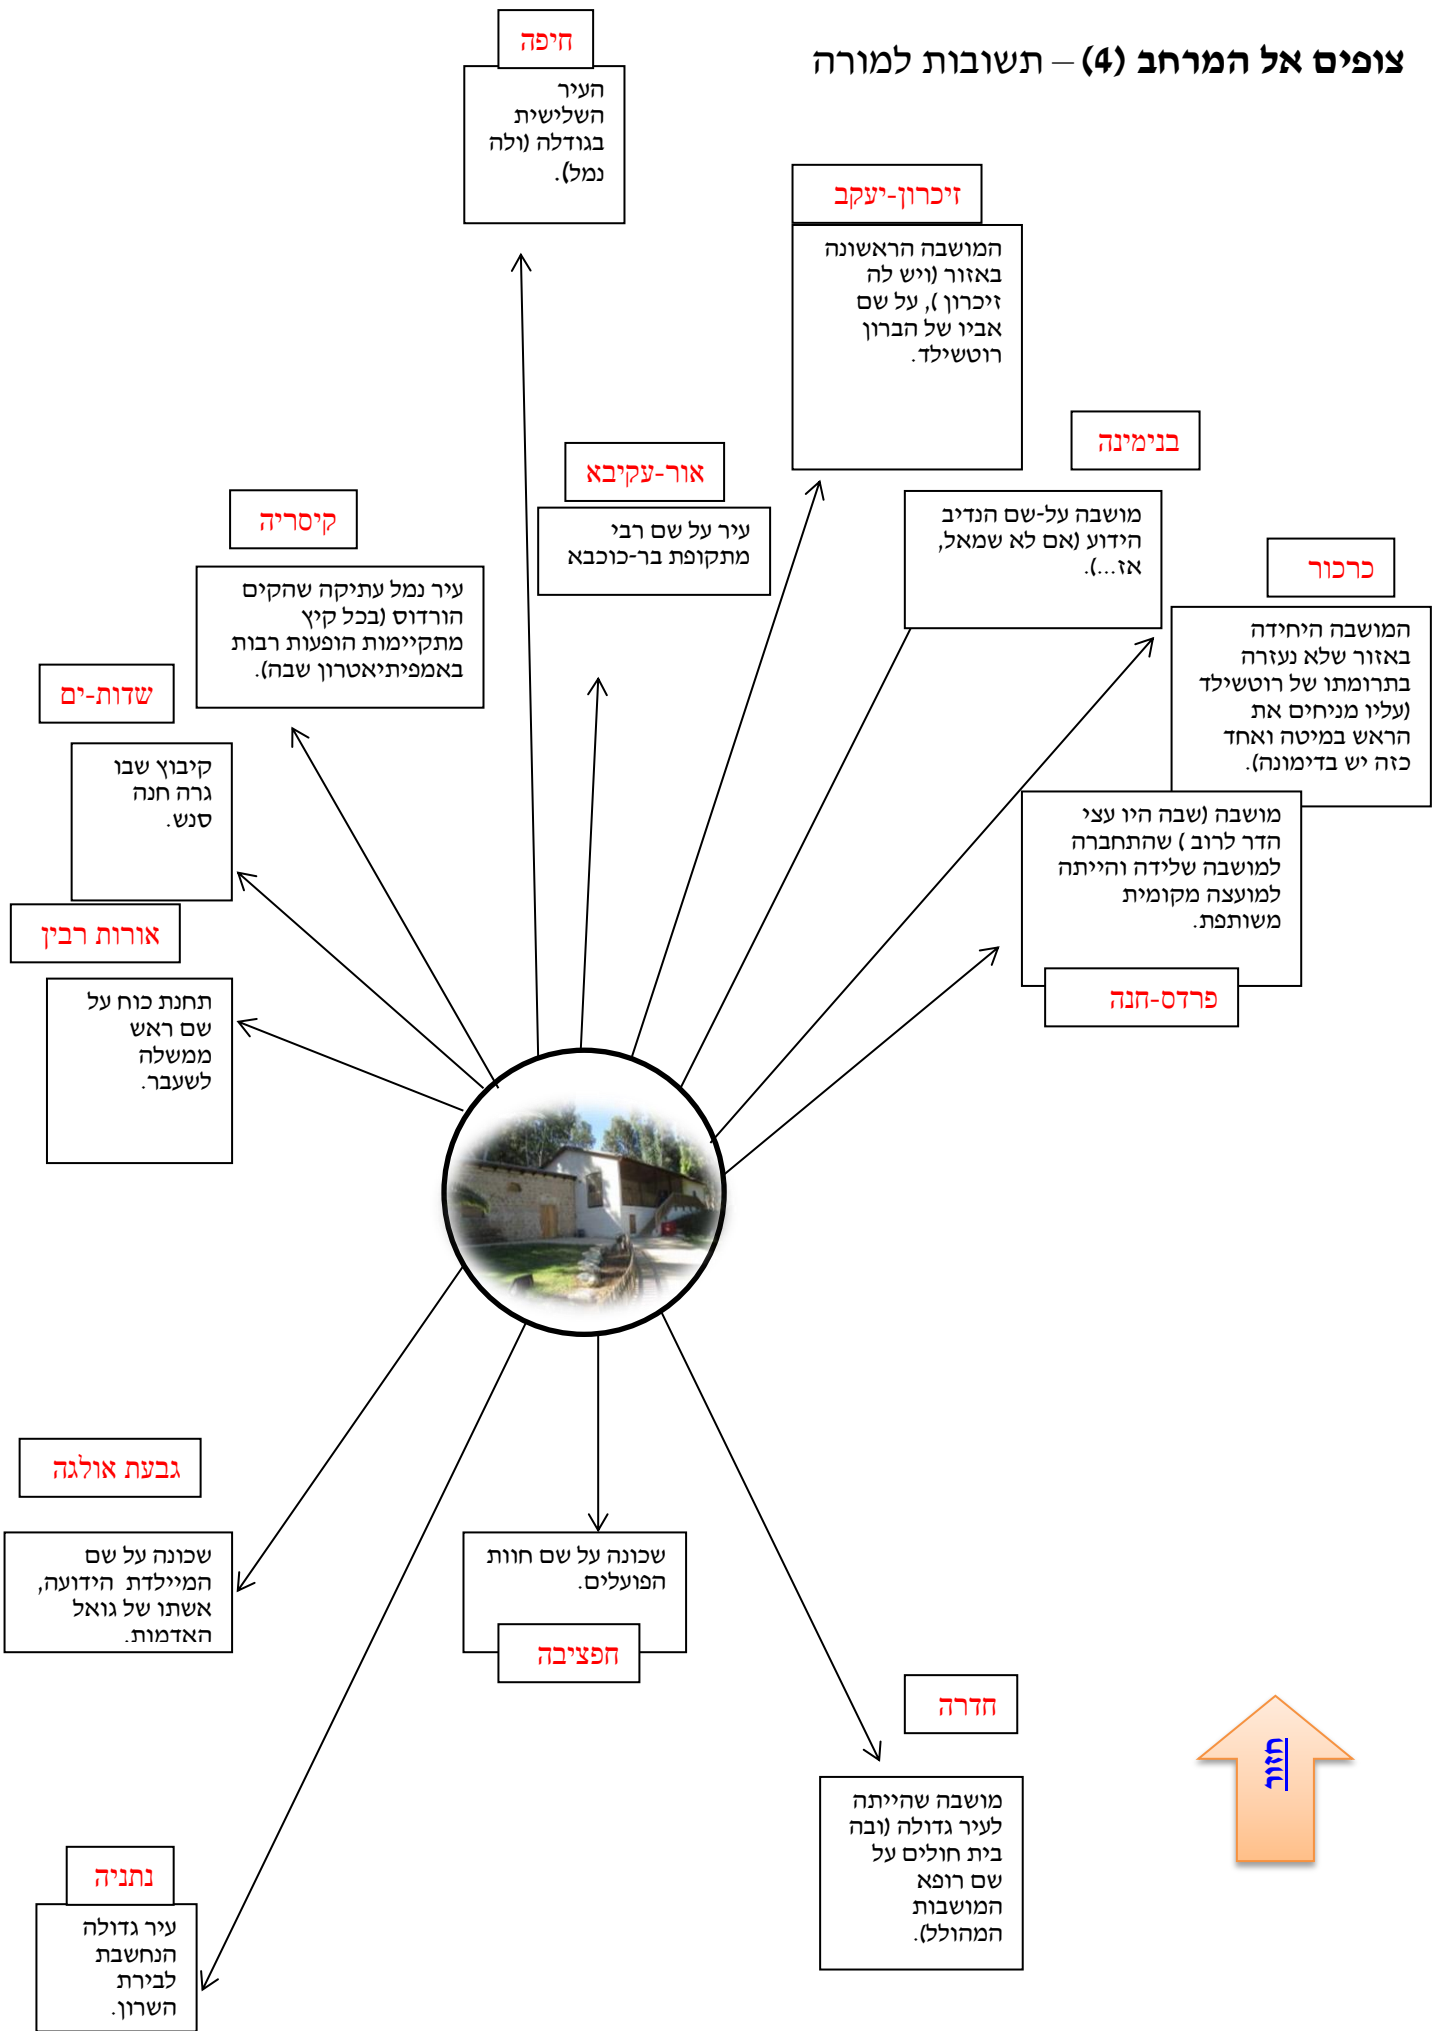 צופים אל המרחב (4) – תשובות למורה
חיפה
העיר
השלישית
בגודלה (ולה
נמל).
זיכרון-יעקב
המושבה הראשונה
באזור (ויש לה
זיכרון ), על שם
אביו של הברון
רוטשילד.
בנימינה
מושבה על-שם הנדיב
הידוע (אם לא שמאל,
אז...).
אור-עקיבא
עיר על שם רבי
מתקופת בר-כוכבא
קיסריה
עיר נמל עתיקה שהקים
הורדוס (בכל קיץ
מתקיימות הופעות רבות
באמפיתיאטרון שבה).
כרכור
המושבה היחידה
באזור שלא נעזרה
בתרומתו של רוטשילד
(עליו מניחים את
הראש במיטה ואחד
כזה יש בדימונה).
שדות-ים
קיבוץ שבו
גרה חנה
סנש.
מושבה (שבה היו עצי
הדר לרוב ) שהתחברה
למושבה שלידה והייתה
למועצה מקומית
משותפת.
פרדס-חנה
אורות רבין
תחנת כוח על
שם ראש
ממשלה
לשעבר.
גבעת אולגה
שכונה על שם
המיילדת  הידועה,
אשתו של גואל
האדמות.
שכונה על שם חוות
הפועלים.
חפציבה
חדרה
מושבה שהייתה
לעיר גדולה (ובה
בית חולים על
שם רופא
המושבות
המהולל).
חזור
נתניה
עיר גדולה
הנחשבת
לבירת
השרון.